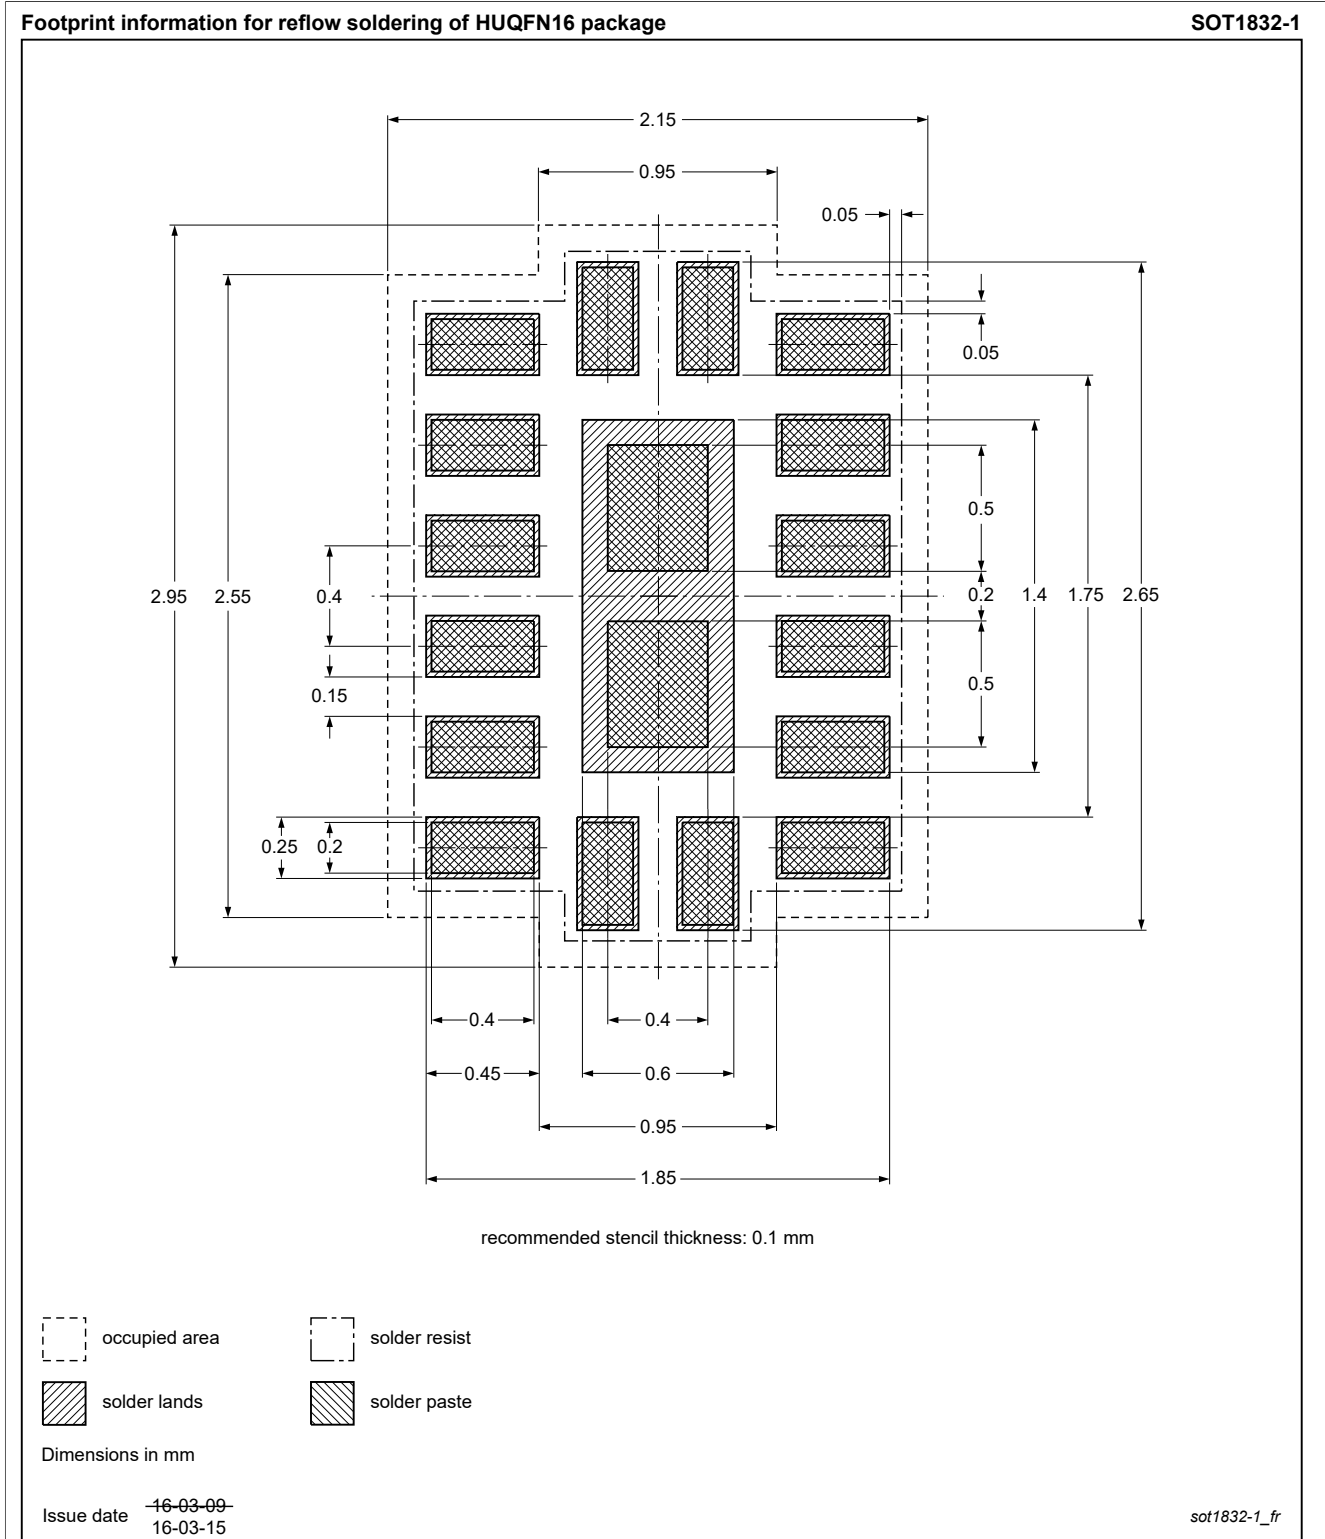 Footprint information for reflow soldering of HUQFN16 package SOT1832-1
2.15
0.95
0.05
0.05
0.5
2.95 2.55 0.4 0.2 1.4 1.75 2.65
0.5
0.15
0.25 0.2
0.4 0.4
0.45 0.6
0.95
1.85
recommended stencil thickness: 0.1 mm
occupied area solder resist
solder lands solder paste
Dimensions in mm
Issue date 16-03-09
16-03-15
sot1832-1_fr